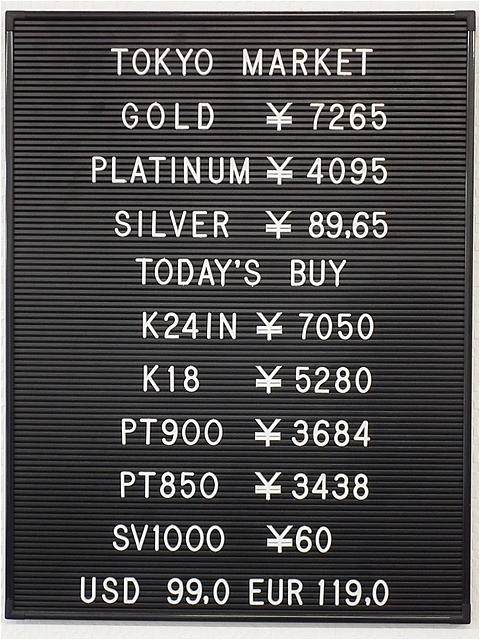 TOKYO MARKET
GOLD ¥ 7265
PLATINUM ¥ 4095
SILVER ¥ 89.65
TODAY'S BUY
K24IN ¥ 7050
K18 ¥ 5280
PT900 ¥ 3684
PT850 ¥ 3438
SV1000 ¥60
USD 99.0 EUR 119.0